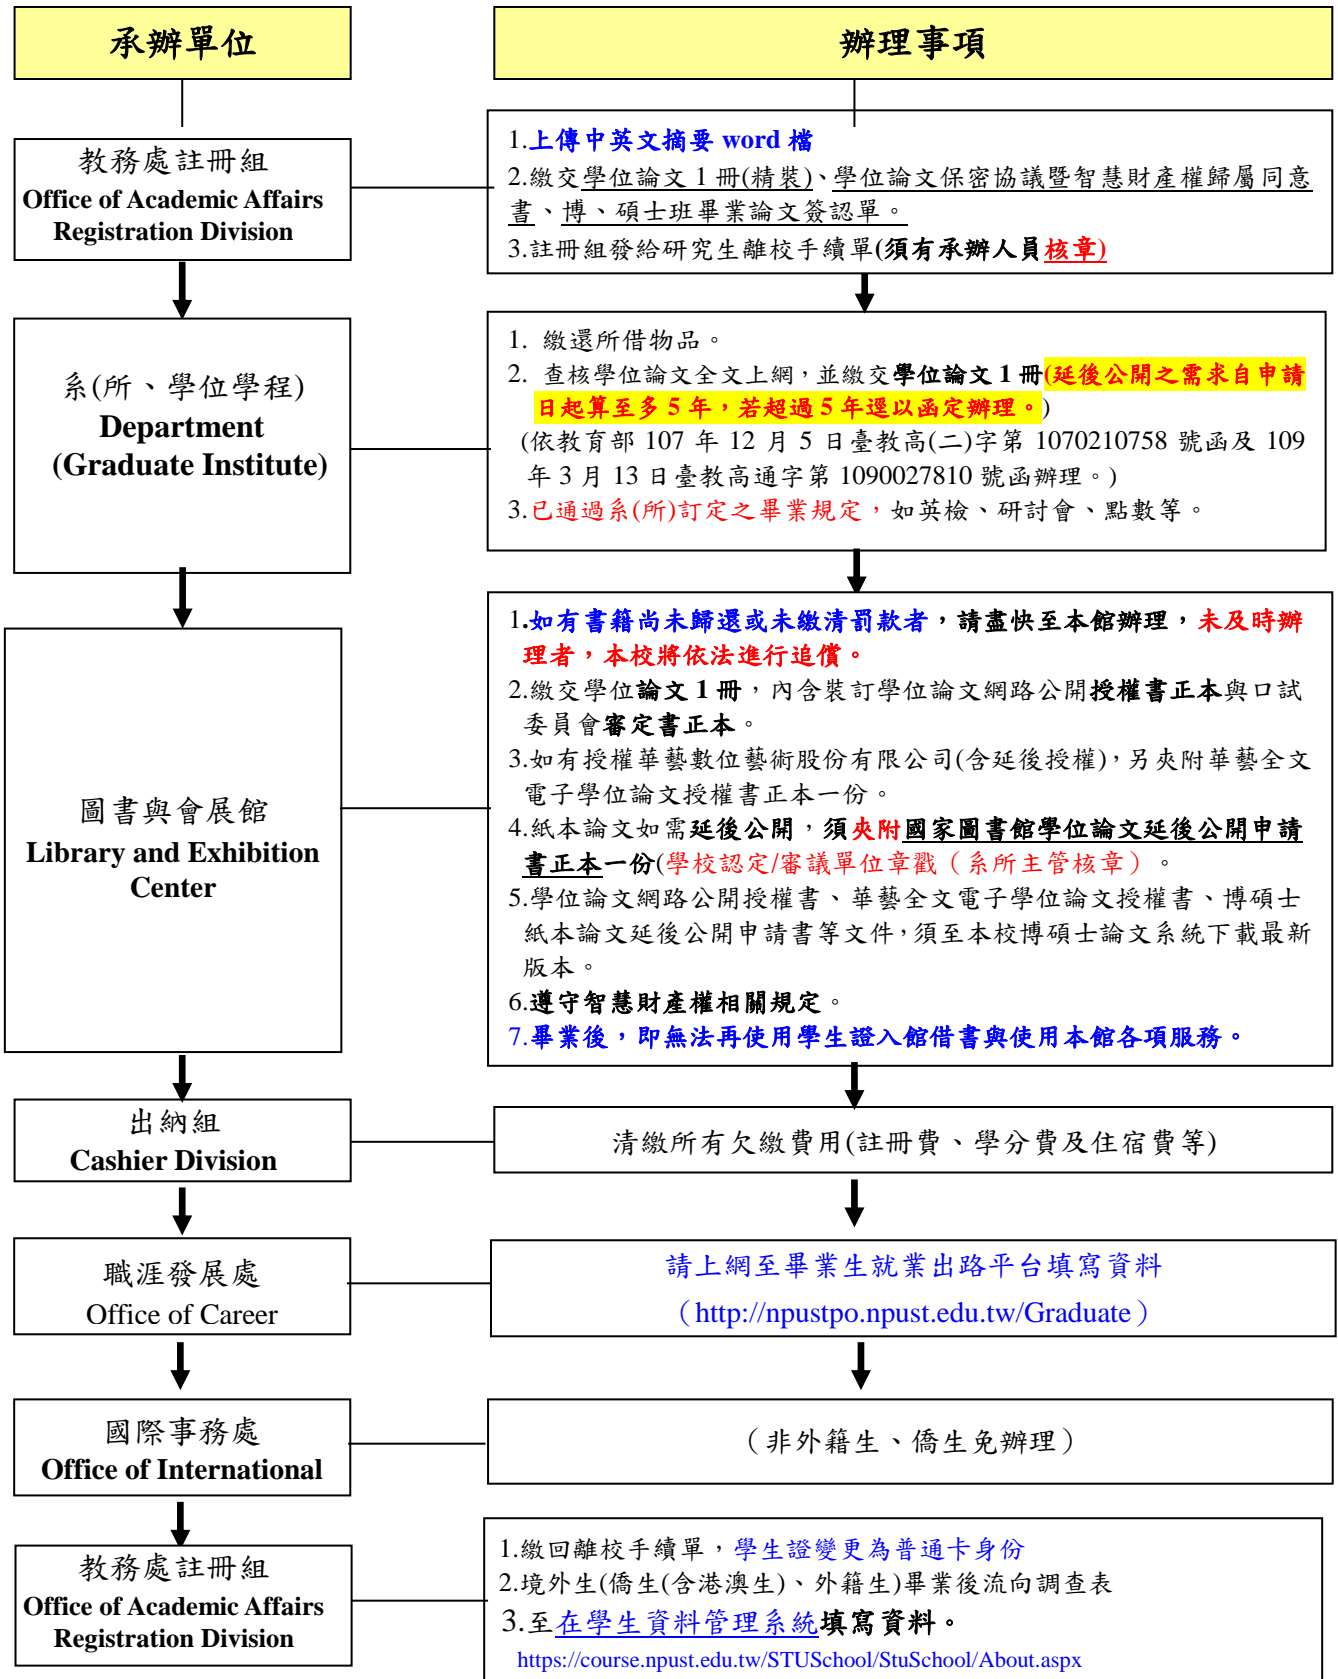 承辦單位
辦理事項
教務處註冊組
Office of Academic Affairs
Registration Division
1.上傳中英文摘要 word 檔
2.繳交學位論文 1 冊(精裝)、學位論文保密協議暨智慧財產權歸屬同意
書、博、碩士班畢業論文簽認單。
3.註冊組發給研究生離校手續單(須有承辦人員核章)
系(所、學位學程)
Department
(Graduate Institute)
1. 繳還所借物品。
2. 查核學位論文全文上網，並繳交學位論文 1 冊(延後公開之需求自申請
日起算至多 5 年，若超過 5 年逕以函定辦理。)
(依教育部 107 年 12 月 5 日臺教高(二)字第 1070210758 號函及 109
年 3 月 13 日臺教高通字第 1090027810 號函辦理。)
3.已通過系(所)訂定之畢業規定，如英檢、研討會、點數等。
圖書與會展館
Library and Exhibition
Center
1.如有書籍尚未歸還或未繳清罰款者，請盡快至本館辦理，未及時辦
理者，本校將依法進行追償。
2.繳交學位論文 1 冊，內含裝訂學位論文網路公開授權書正本與口試
委員會審定書正本。
3.如有授權華藝數位藝術股份有限公司(含延後授權)，另夾附華藝全文
電子學位論文授權書正本一份。
4.紙本論文如需延後公開，須夾附國家圖書館學位論文延後公開申請
書正本一份(學校認定/審議單位章戳（系所主管核章）。
5.學位論文網路公開授權書、華藝全文電子學位論文授權書、博碩士
紙本論文延後公開申請書等文件，須至本校博碩士論文系統下載最新
版本。
6.遵守智慧財產權相關規定。
7.畢業後，即無法再使用學生證入館借書與使用本館各項服務。
出納組
Cashier Division
清繳所有欠繳費用(註冊費、學分費及住宿費等)
職涯發展處
Office of Career
請上網至畢業生就業出路平台填寫資料
（http://npustpo.npust.edu.tw/Graduate）
國際事務處
Office of International
（非外籍生、僑生免辦理）
教務處註冊組
Office of Academic Affairs
Registration Division
1.繳回離校手續單，學生證變更為普通卡身份
2.境外生(僑生(含港澳生)、外籍生)畢業後流向調查表
3.至在學生資料管理系統填寫資料。
https://course.npust.edu.tw/STUSchool/StuSchool/About.aspx